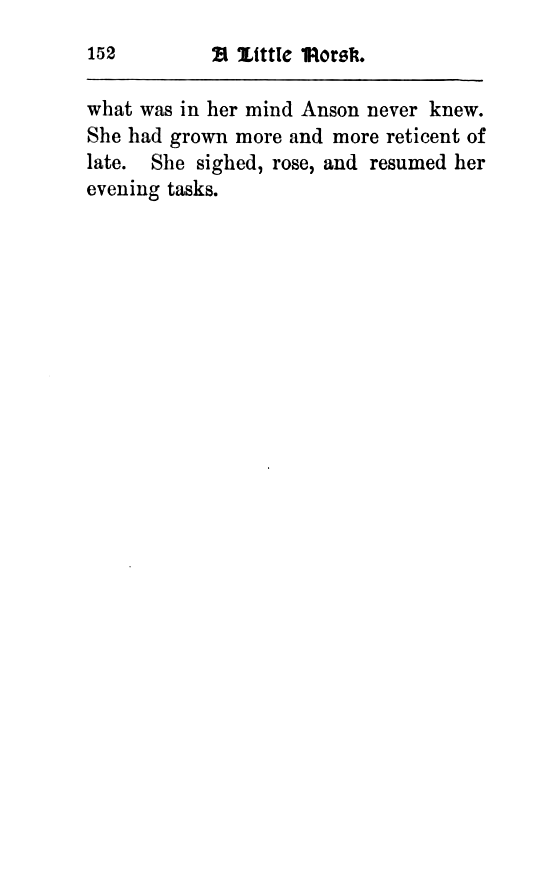 152 A Little Norsk.
what was in her mind Anson never knew.
She had grown more and more reticent of
late. She sighed, rose, and resumed her
evening tasks.